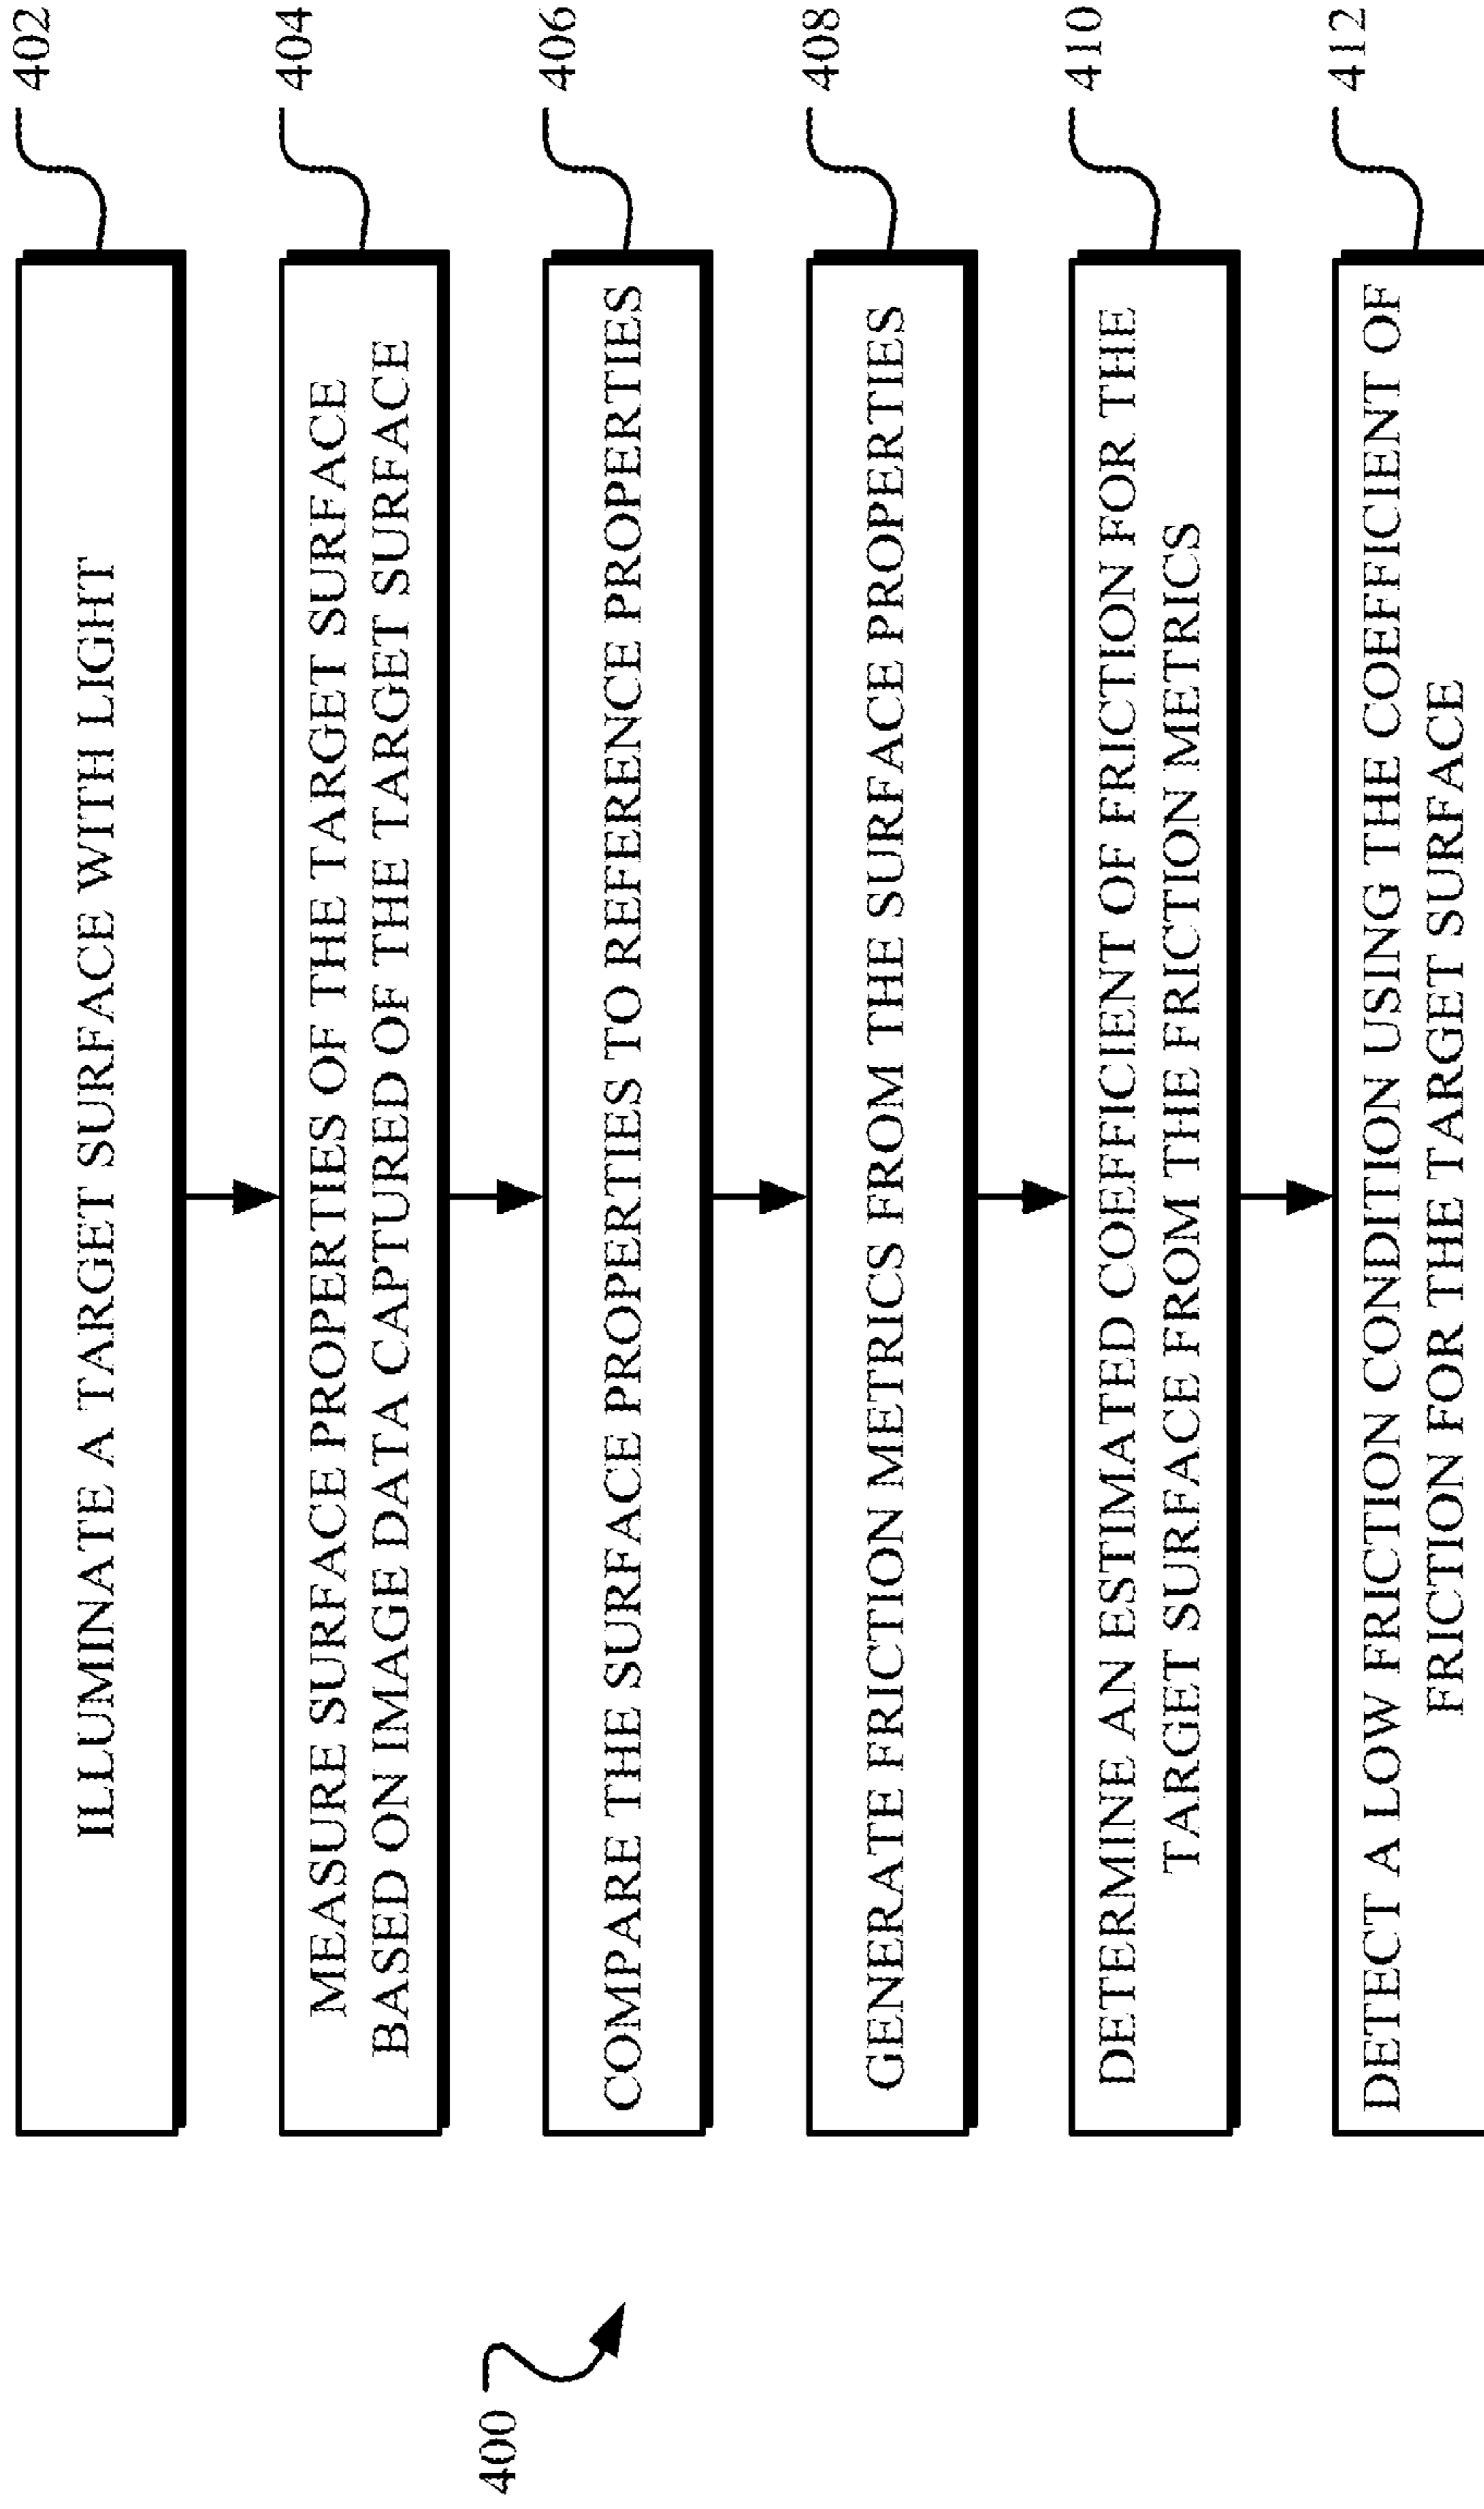 400
ILLUMINATE A TARGET SURFACE WITH LIGHT
402
MEASURE SURFACE PROPERTIES OF THE TARGET SURFACE
BASED ON IMAGE DATA CAPTURED OF THE TARGET SURFACE
404
COMPARE THE SURFACE PROPERTIES TO REFERENCE PROPERTIES
406
GENERATE FRICTION METRICS FROM THE SURFACE PROPERTIES
408
DETERMINE AN ESTIMATED COEFFICIENT OF FRICTION FOR THE
TARGET SURFACE FROM THE FRICTION METRICS
410
DETECT A LOW FRICTION CONDITION USING THE COEFFICIENT OF
FRICTION FOR THE TARGET SURFACE
412